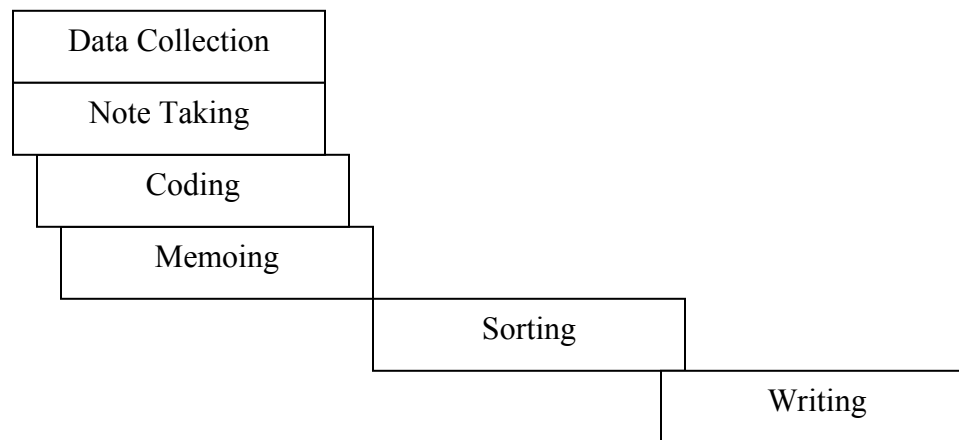 Data Collection
Note Taking
Coding
Memoing
Sorting
Writing